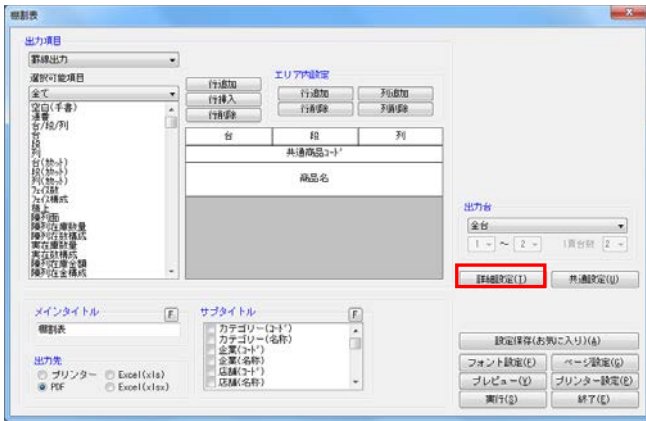 棚割表
出力項目
罫線出力
選択可能項目
全て
空白(手書)
連番
台/段/列
台
段
列
台(ｶｾｯﾄ)
段(ｶｾｯﾄ)
列(ｶｾｯﾄ)
ﾌｪｲｽ数
ﾌｪｲｽ構成
積上
陳列面
陳列在庫数量
陳列在数構成
実在庫数量
実在数構成
陳列在庫金額
陳列在金構成
行追加
行挿入
行削除
エリア内設定
行追加
列追加
行削除
列削除
台 段 列
共通商品ｺｰﾄﾞ
商品名
出力台
全台
1 ～ 2 1頁台数 2
詳細設定(I)
共通設定(U)
メインタイトル F
棚割表
サブタイトル F
カテゴリー(ｺｰﾄﾞ)
カテゴリー(名称)
企業(ｺｰﾄﾞ)
企業(名称)
店舗(ｺｰﾄﾞ)
店舗(名称)
出力先
プリンター Excel(xls)
PDF Excel(xlsx)
設定保存(お気に入り)(A)
フォント設定(F) ページ設定(G)
プレビュー(V) プリンター設定(P)
実行(S) 終了(E)